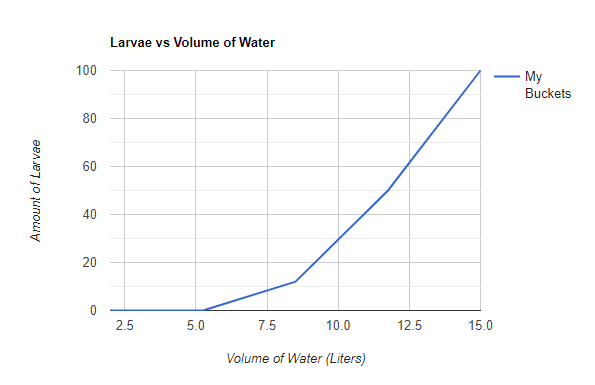 Larvae vs Volume of Water
100
80
60
40
20
0
Amount of Larvae
2.5 5.0 7.5 10.0 12.5 15.0
Volume of Water (Liters)
My
Buckets